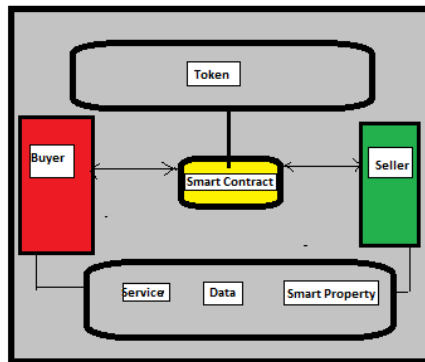 Token
Buyer
Smart Contract
Seller
Service
Data
Smart Property